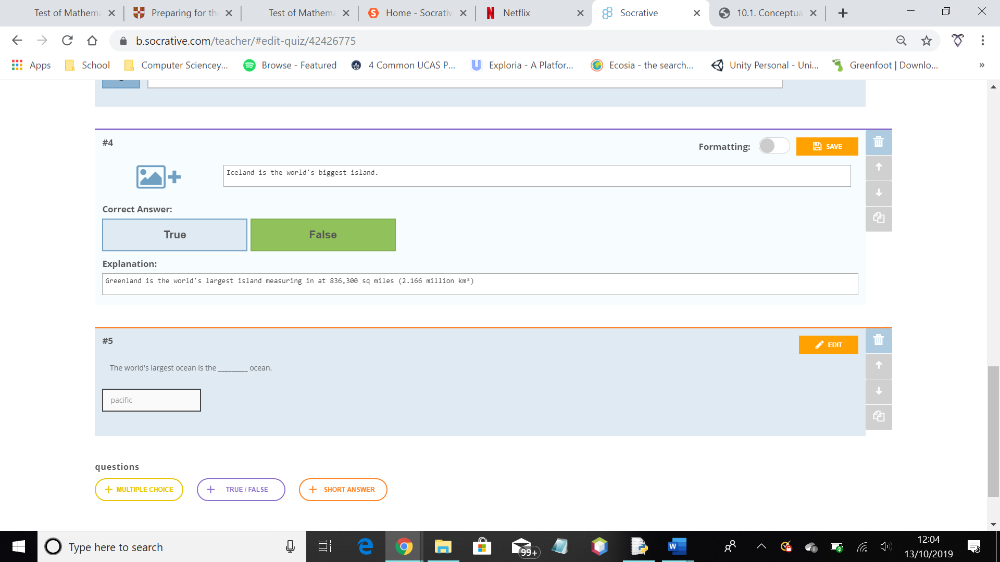 Test of Mathema
Preparing for the
Test of Mathema
Home - Socrativ
Netflix
Socrative
10.1. Conceptua
b.socrative.com/teacher/#edit-quiz/42426775
Apps
School
Computer Sciencey...
Browse - Featured
4 Common UCAS P...
Exploria - A Platfor...
Ecosia - the search...
Unity Personal - Uni...
Greenfoot | Downlo...
»
#4
Formatting:
SAVE
Iceland is the world's biggest island.
Correct Answer:
True
False
Explanation:
Greenland is the world's largest island measuring in at 836,300 sq miles (2.166 million km²)
#5
EDIT
The world's largest ocean is the ________ ocean.
pacific
questions
+ MULTIPLE CHOICE
+ TRUE / FALSE
+ SHORT ANSWER
Type here to search
99+
12:04
13/10/2019